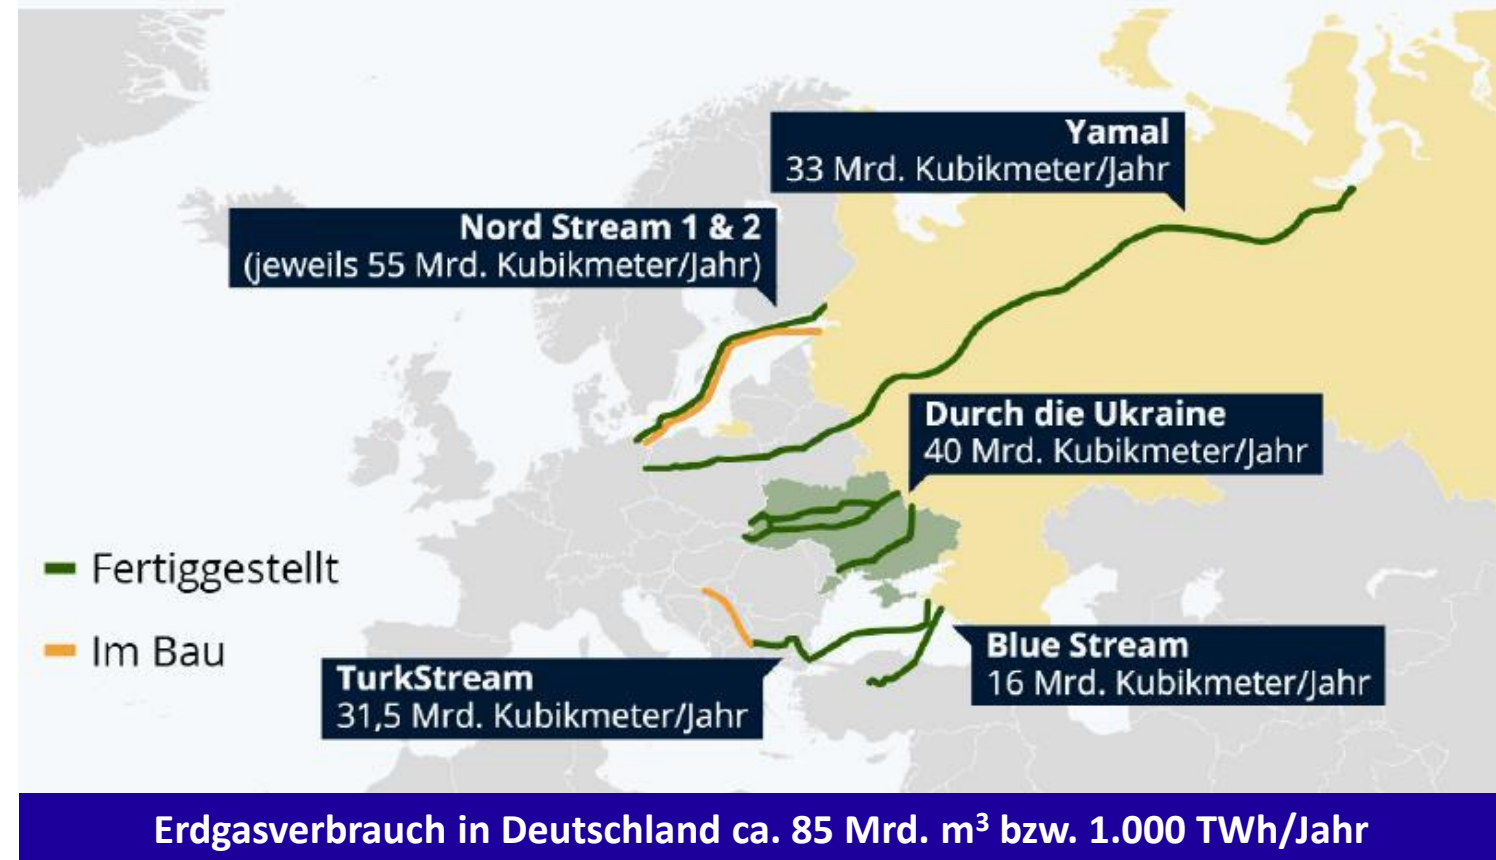 Yamal
33 Mrd. Kubikmeter/Jahr
Nord Stream 1 & 2
(jeweils 55 Mrd. Kubikmeter/Jahr)
Durch die Ukraine
40 Mrd. Kubikmeter/Jahr
Fertiggestellt
Im Bau
Blue Stream
16 Mrd. Kubikmeter/Jahr
TurkStream
31,5 Mrd. Kubikmeter/Jahr
Erdgasverbrauch in Deutschland ca. 85 Mrd. m³ bzw. 1.000 TWh/Jahr